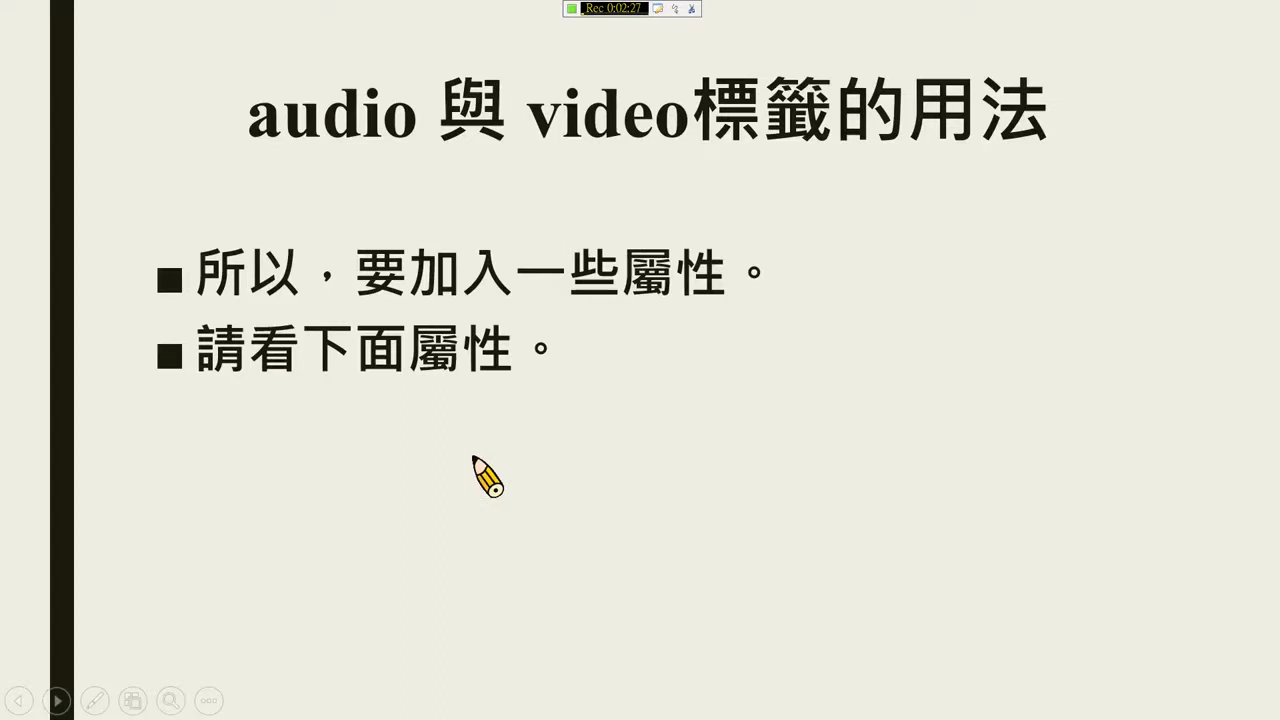 Rec 0:02:27
audio 與 video標籤的用法
■ 所以，要加入一些屬性。
■ 請看下面屬性。